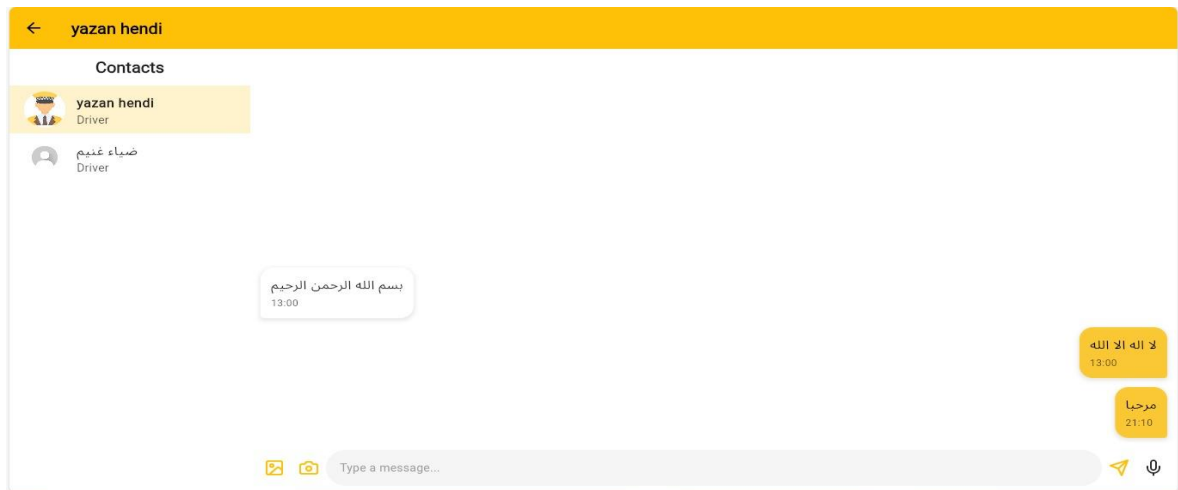 yazan hendi
Contacts
yazan hendi
Driver
ضياء غنيم
Driver
بسم الله الرحمن الرحيم
13:00
لا اله الا الله
13:00
مرحبا
21:10
Type a message...